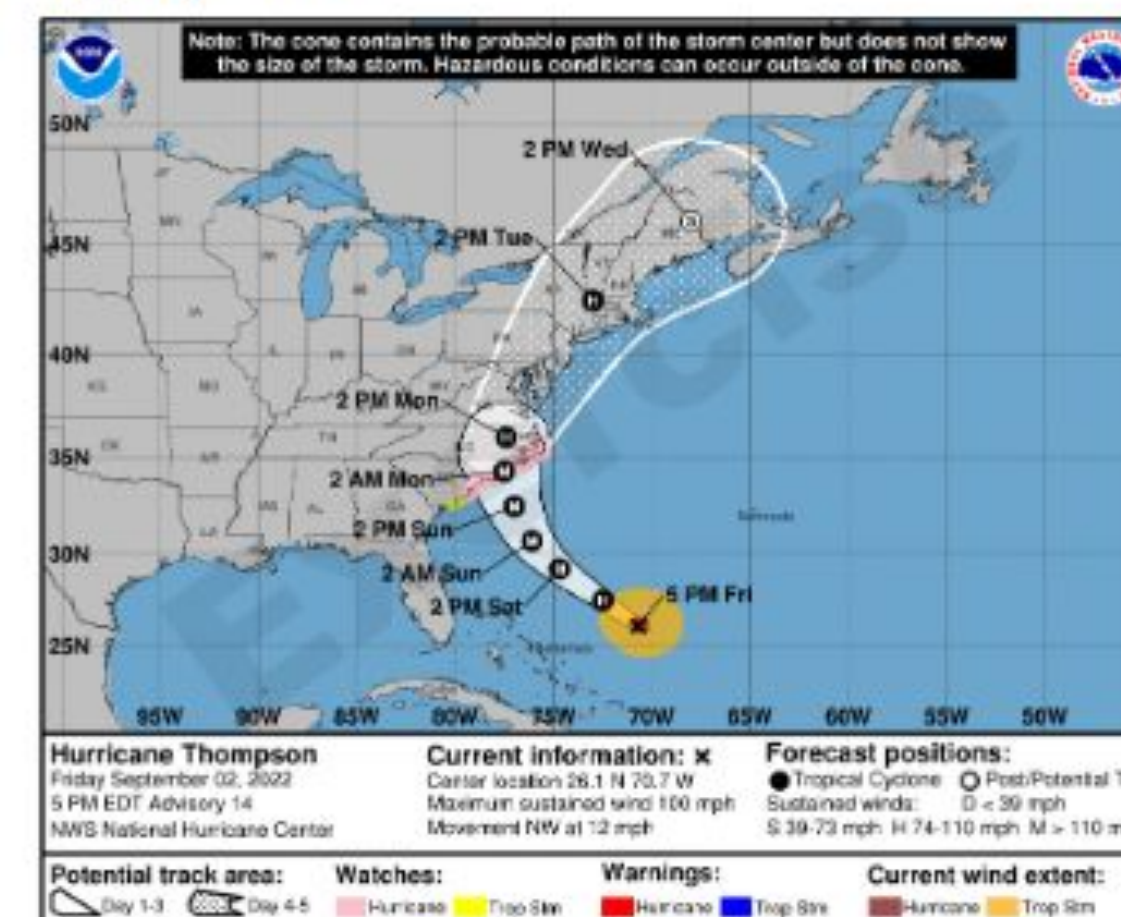 Note: The cone contains the probable path of the storm center but does not show
the size of the storm. Hazardous conditions can occur outside of the cone.
50N
2 PM Wed
45N
2 PM Tue
40N
2 PM Mon
35N
2 AM Mon
2 PM Sun
30N
2 AM Sun
5 PM Fri
2 PM Sat
25N
95W 90W 85W 80W 75W 70W 65W 60W 55W 50W
Exercise
Hurricane Thompson
Friday September 02, 2022
5 PM EDT Advisory 14
NWS National Hurricane Center
Current information: x
Center location 26.1 N 70.7 W
Maximum sustained wind 100 mph
Movement NW at 12 mph
Forecast positions:
Tropical Cyclone Post/Potential T
Sustained winds: D < 39 mph
S 39-73 mph H 74-110 mph M > 110 m
Potential track area:
Day 1-3 Day 4-5
Watches:
Hurricane Trop Stm
Warnings:
Hurricane Trop Stm
Current wind extent:
Hurricane Trop Stm